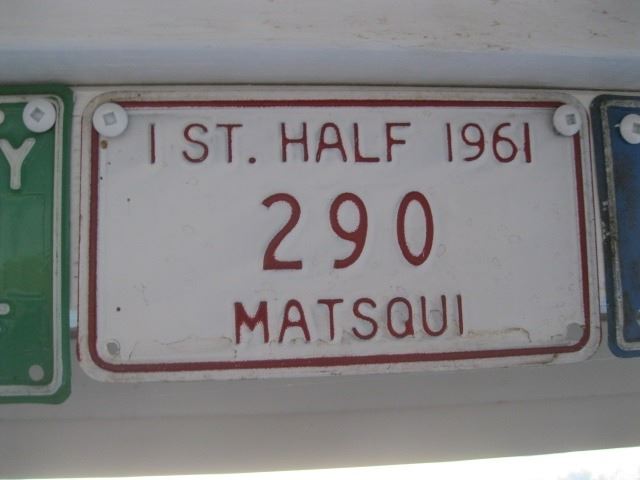 1 ST. HALF 1961
290
MATSQUI
Y